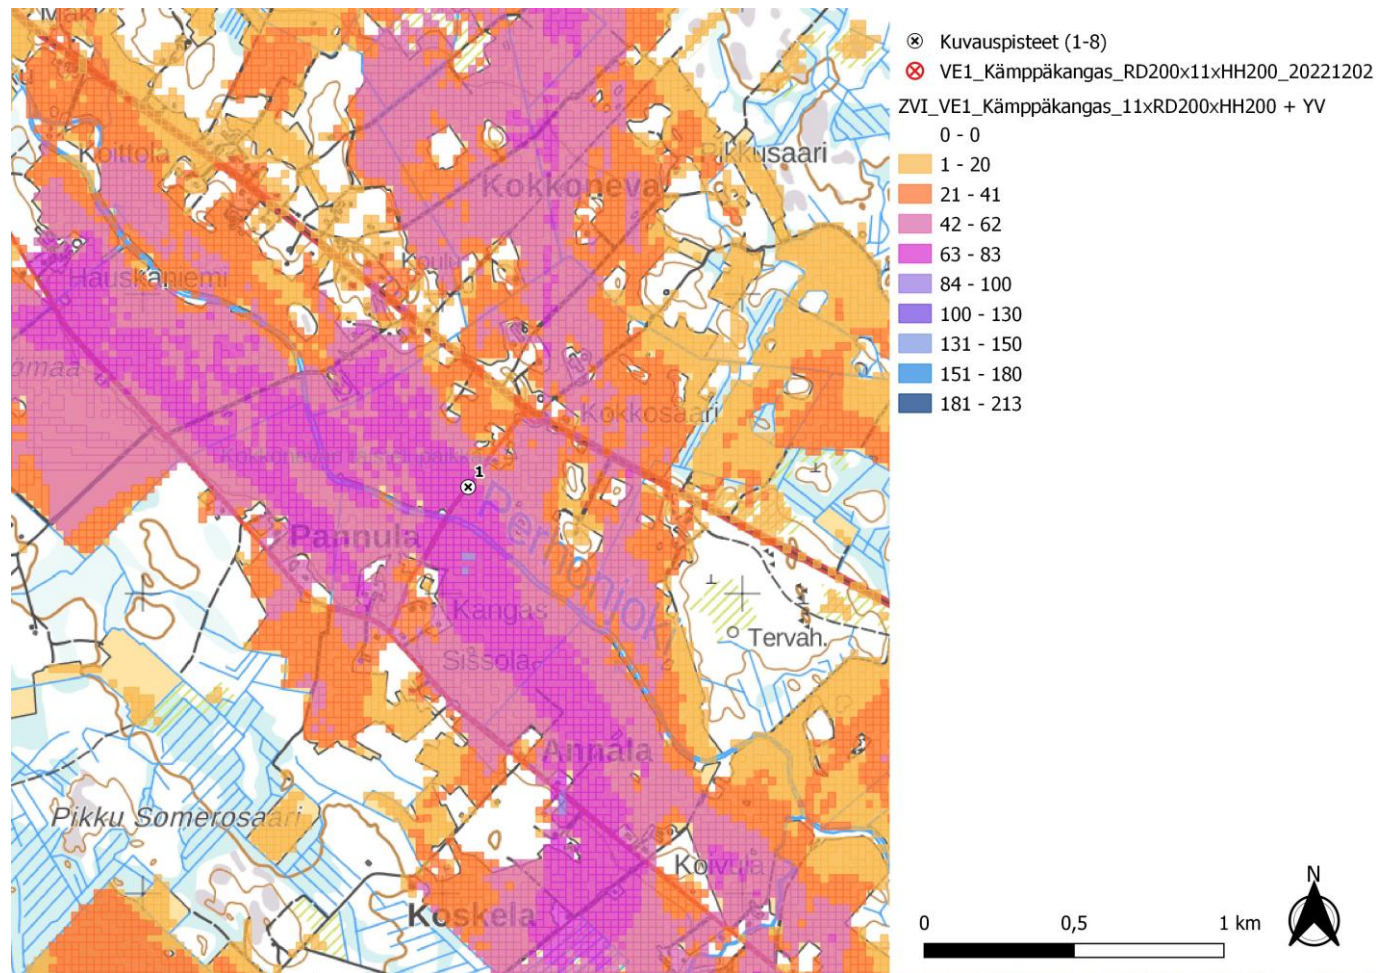 Mäki
Koittola
Pikkusaari
Kokkoneva
Koulu
Hauskaniemi
ömaa
Kokkosaari
1
Perhonjoki
Pannula
Kangas
Tervah.
Sissola
Annala
Pikku Somerosaari
Koivula
Koskela
Kuvauspisteet (1-8)
VE1_Kämppäkangas_RD200x11xHH200_20221202
ZVI_VE1_Kämppäkangas_11xRD200xHH200 + YV
0 - 0
1 - 20
21 - 41
42 - 62
63 - 83
84 - 100
100 - 130
131 - 150
151 - 180
181 - 213
N
0 0,5 1 km